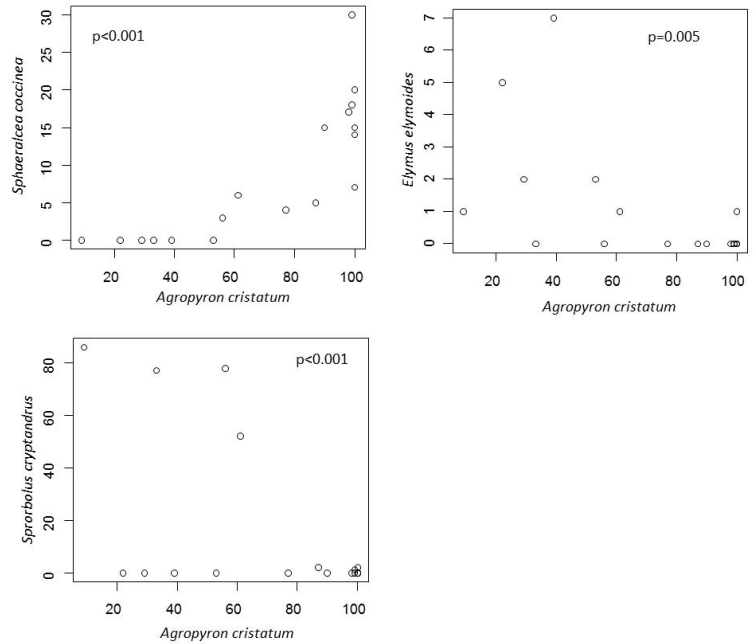 p<0.001
Sphaeralcea coccinea
0 5 10 15 20 25 30
20 40 60 80 100
Agropyron cristatum
p=0.005
Elymus elymoides
0 1 2 3 4 5 6 7
20 40 60 80 100
Agropyron cristatum
p<0.001
Sprorbolus cryptandrus
0 20 40 60 80
20 40 60 80 100
Agropyron cristatum